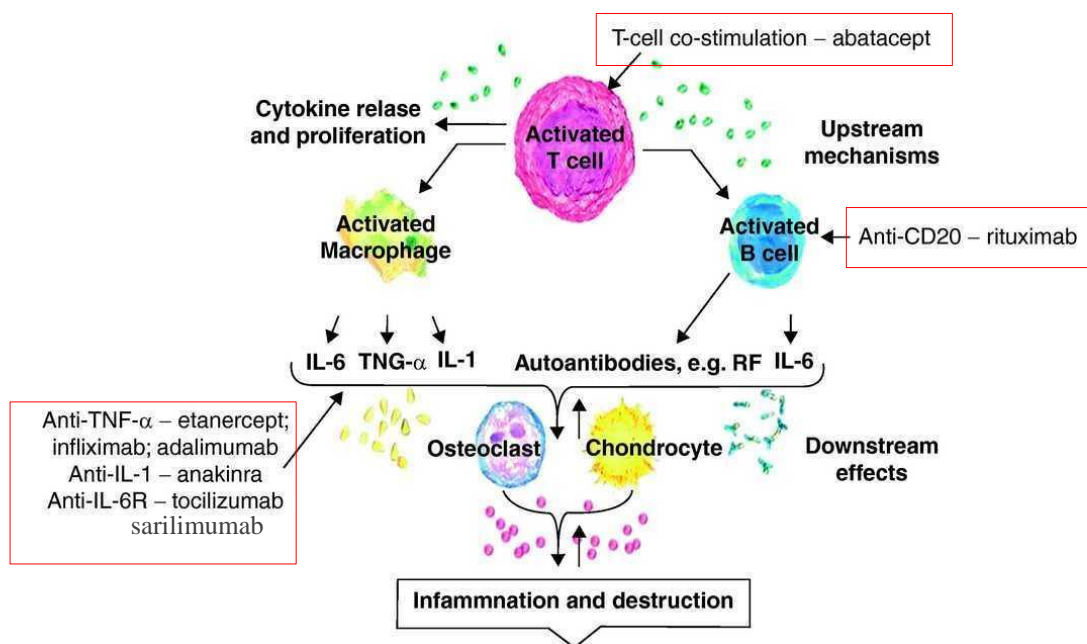 T-cell co-stimulation – abatacept
Cytokine relase
and proliferation
Activated
T cell
Upstream
mechanisms
Activated
Macrophage
Activated
B cell
Anti-CD20 – rituximab
IL-6 TNG-α IL-1 Autoantibodies, e.g. RF IL-6
Anti-TNF-α – etanercept;
infliximab; adalimumab
Anti-IL-1 – anakinra
Anti-IL-6R – tocilizumab
sarilimumab
Osteoclast
Chondrocyte
Downstream
effects
Infammnation and destruction